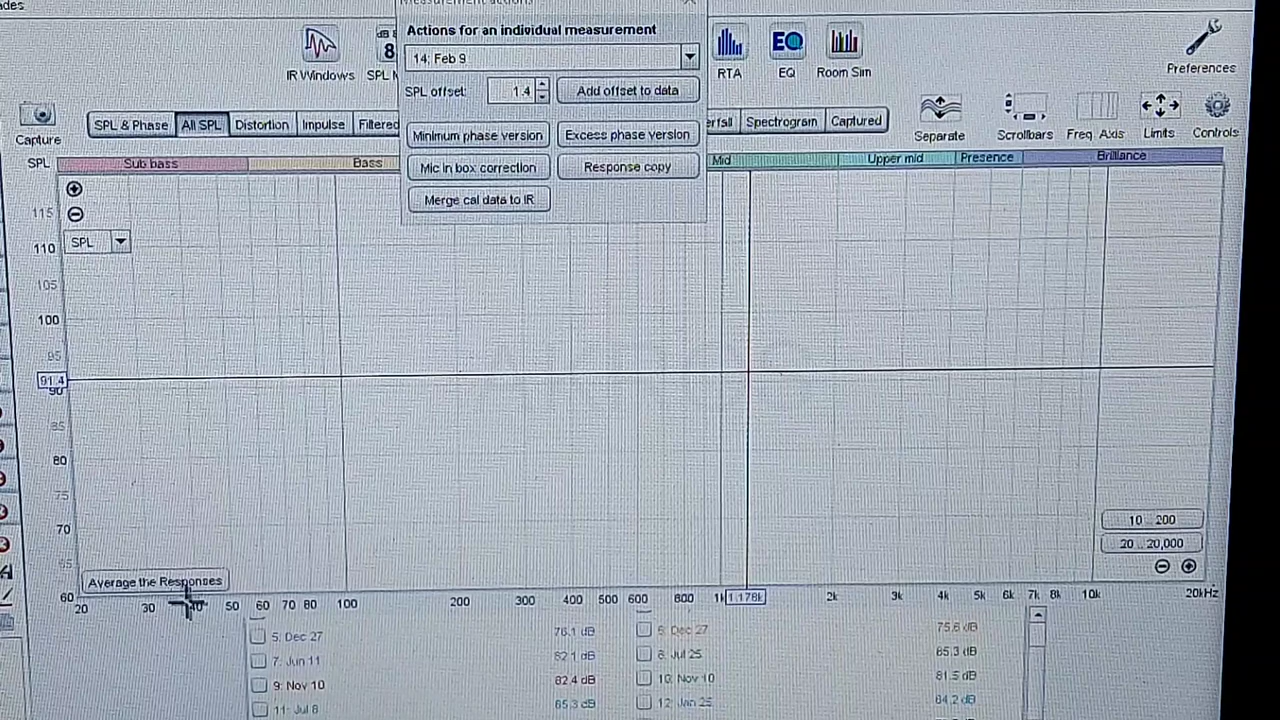 ades
Measurement actions
Actions for an individual measurement
14: Feb 9
SPL offset: 1.4 Add offset to data
Minimum phase version Excess phase version
Mic in box correction Response copy
Merge cal data to IR
IR Windows
RTA EQ Room Sim
Preferences
Capture
SPL & Phase All SPL Distortion Impulse Filtered
Spectrogram Captured
Separate Scrollbars Freq. Axis Limits Controls
SPL Sub bass Bass Mid Upper mid Presence Brilliance
115
SPL
110
105
100
95
91.4
90
85
80
75
70
65
60
10 .. 200
20 .. 20,000
Average the Responses
20 30 40 50 60 70 80 100 200 300 400 500 600 800 1k 1.178k 2k 3k 4k 5k 6k 7k 8k 10k 20kHz
5: Dec 27 76.1 dB 6: Dec 27 75.6 dB
7: Jun 11 82.1 dB 8: Jul 25 85.3 dB
9: Nov 10 82.4 dB 10: Nov 10 81.5 dB
11: Jul 8 85.3 dB 12: Jan 25 84.2 dB